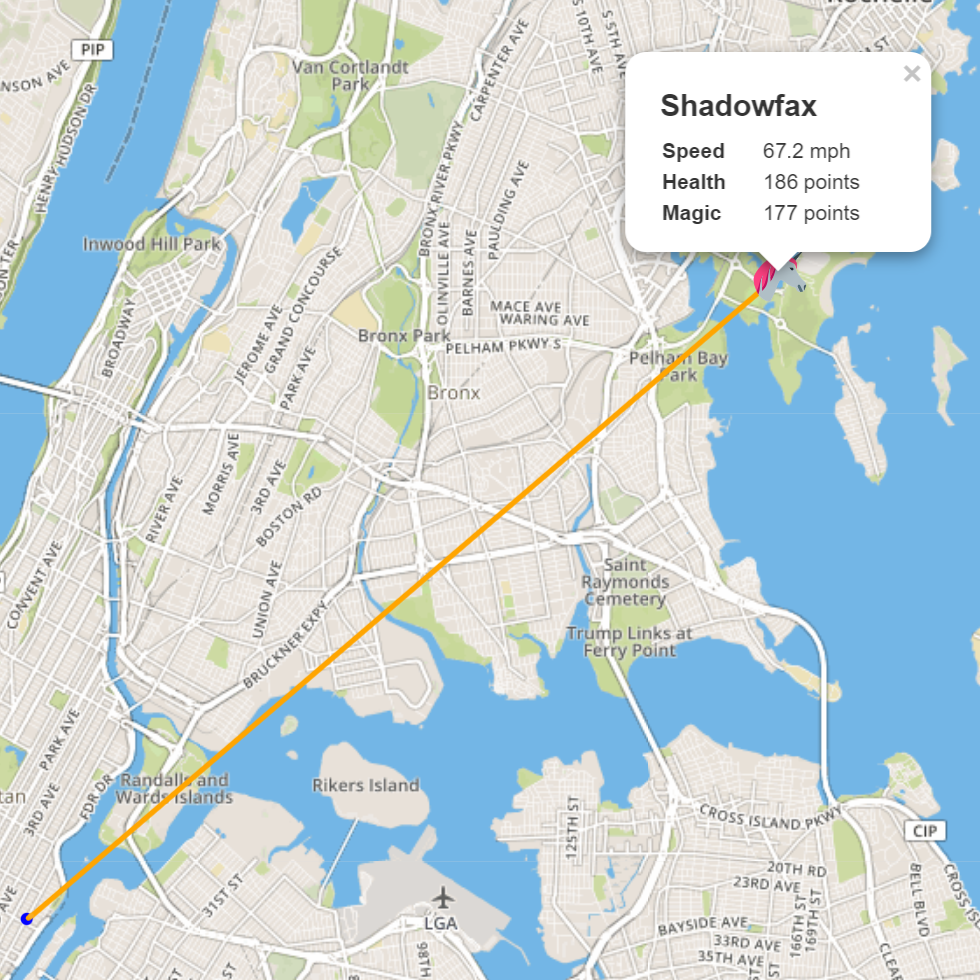 PIP
NSON AVE
HENRY HUDSON DR
Van Cortlandt
Park
CARPENTER AVE
S 10TH AVE
S 5TH AVE
ST
×
Shadowfax
Speed 67.2 mph
Health 186 points
Magic 177 points
Inwood Hill Park
BRONX RIVER PKWY
OLINVILLE AVE
BARNES AVE
PAULDING AVE
BROADWAY
JEROME AVE
GRAND CONCOURSE
PARK AVE
Bronx Park
MACE AVE
WARING AVE
PELHAM PKWY S
Pelham Bay
Park
Bronx
RIVER AVE
MORRIS AVE
3RD AVE
BOSTON RD
CONVENT AVE
UNION AVE
BRUCKNER EXPY
Saint
Raymonds
Cemetery
Trump Links at
Ferry Point
PARK AVE
3RD AVE
FDR DR
Randalls and
Wards Islands
Rikers Island
tan
AVE
31ST ST
LGA
98TH
125TH ST
CROSS ISLAND PKWY
CIP
20TH RD
23RD AVE
BAYSIDE AVE
33RD AVE
35TH AVE
166TH ST
169TH ST
BELL BLVD
CROSS IS
CLEA
ST
ST